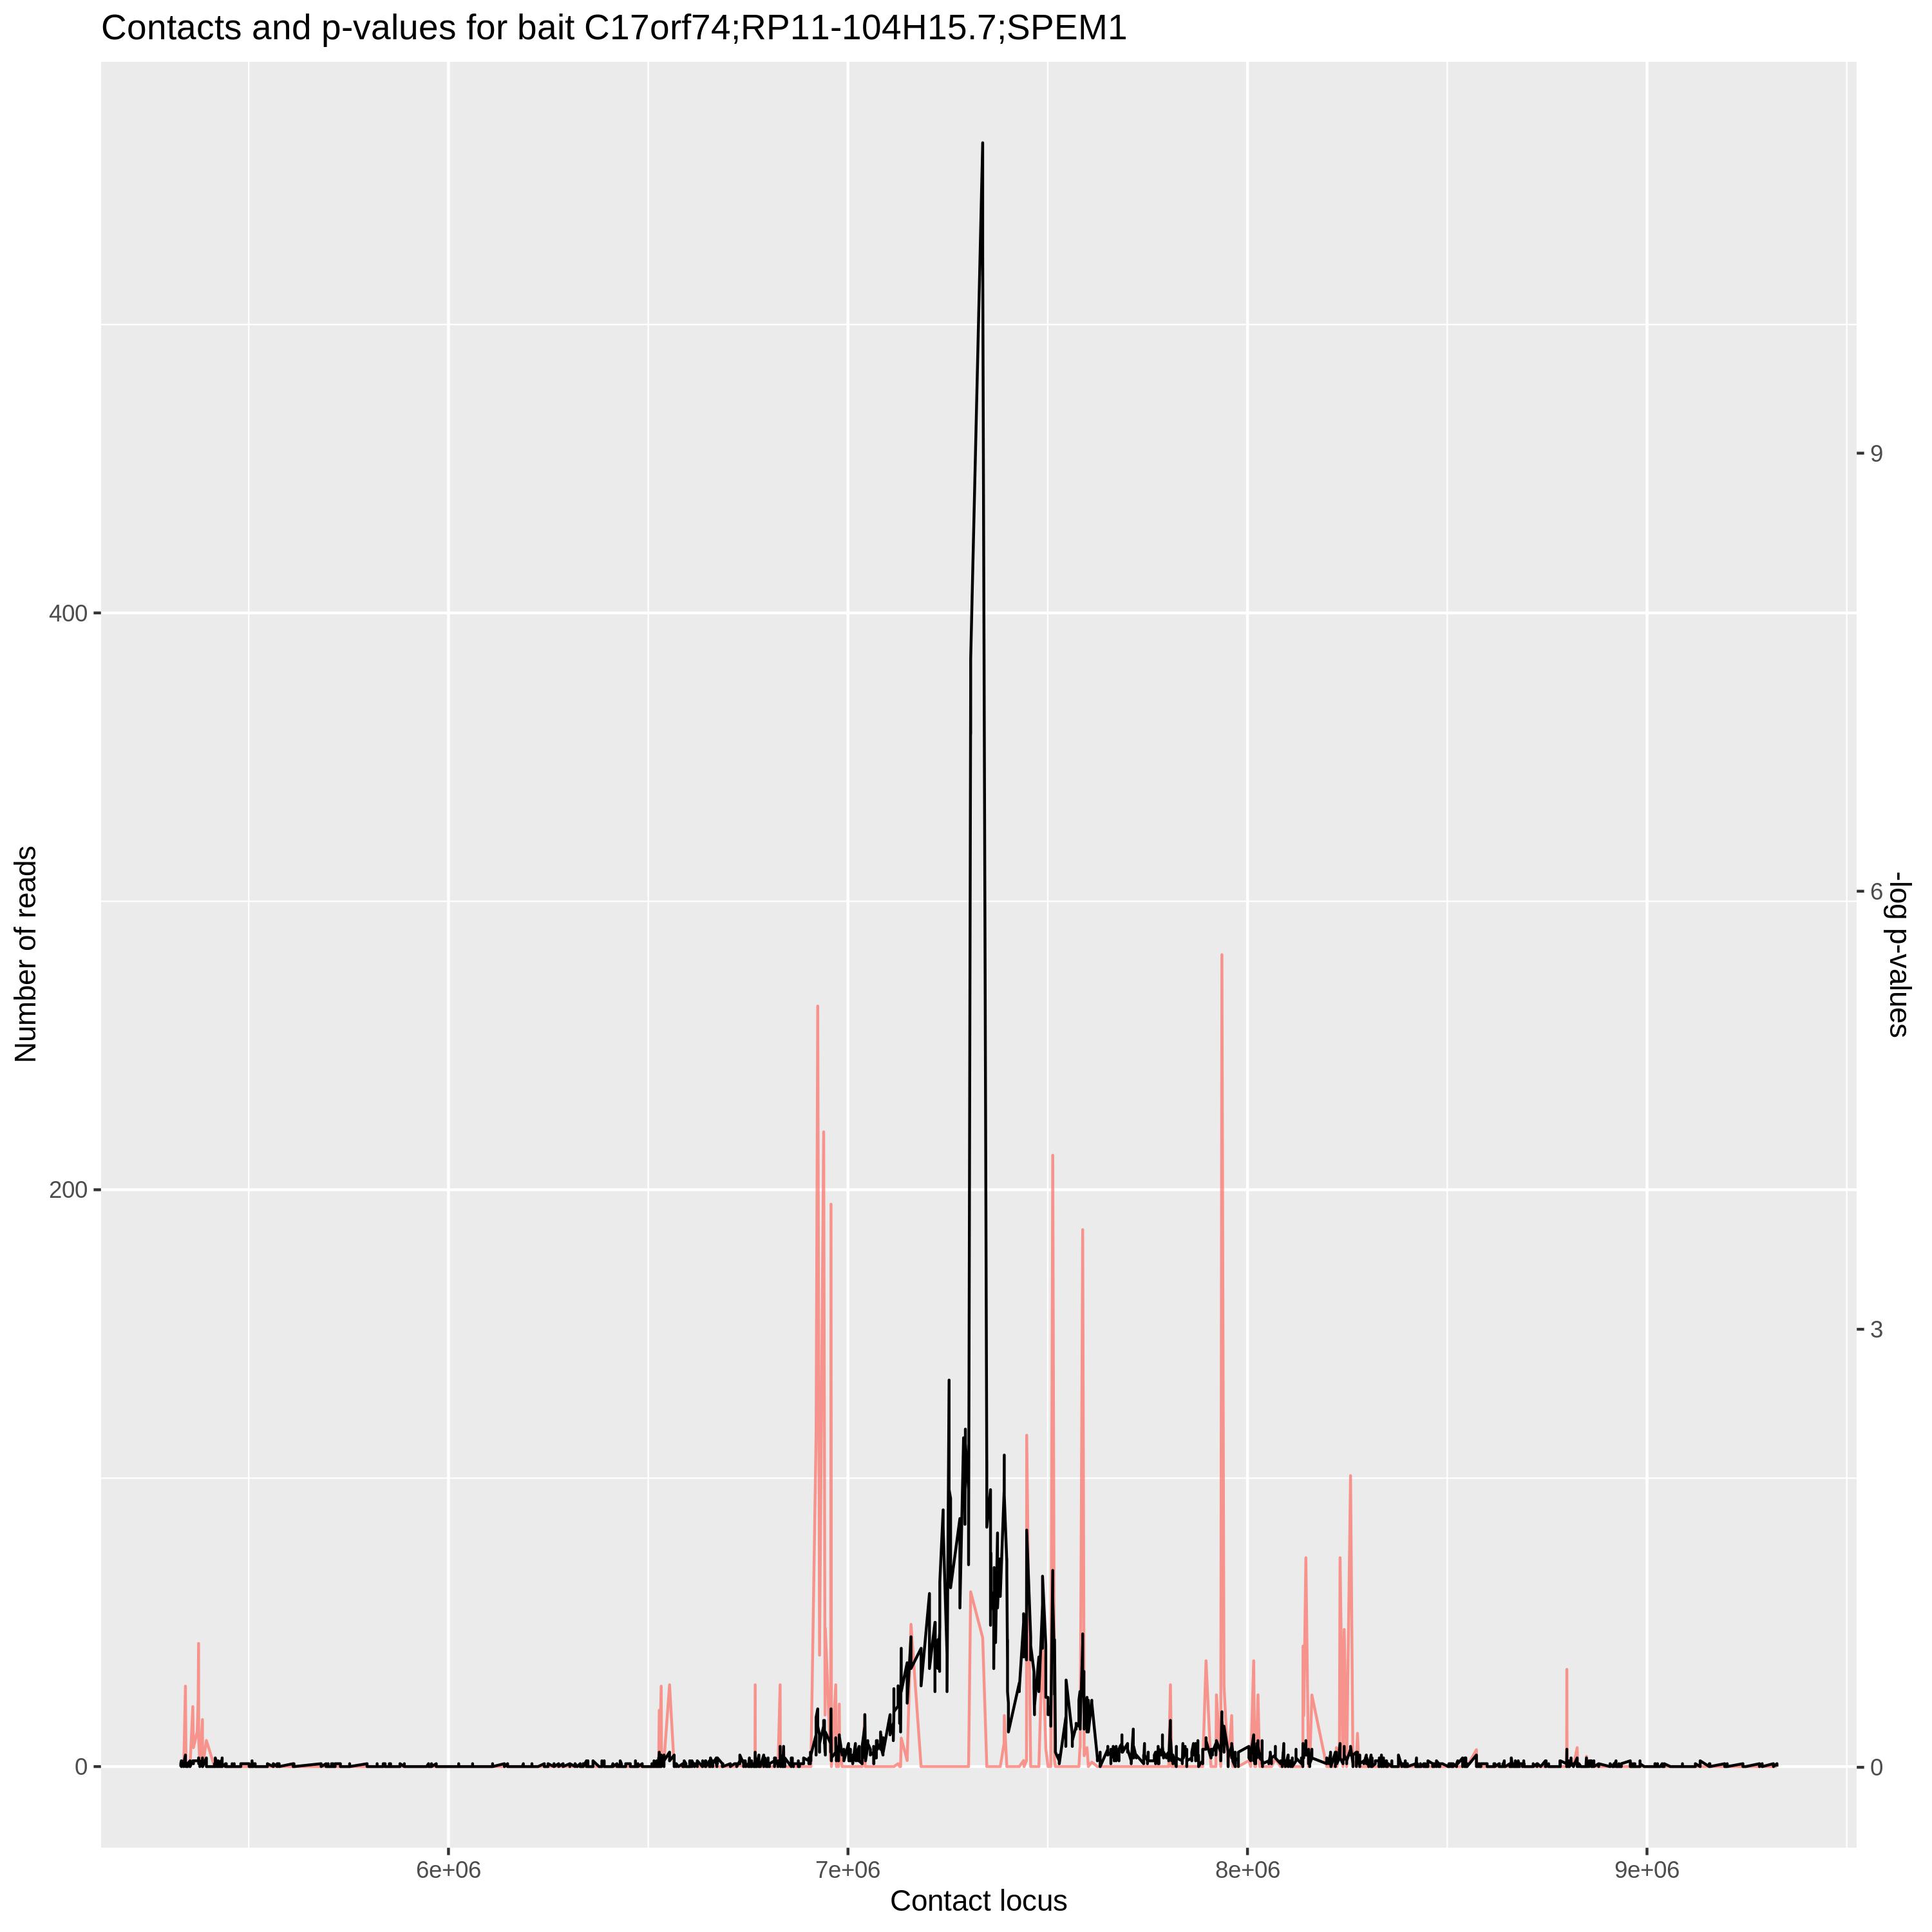 Contacts and p-values for bait C17orf74;RP11-104H15.7;SPEM1
Number of reads
400
200
0
9
6
3
0
-log p-values
6e+06
7e+06
8e+06
9e+06
Contact locus